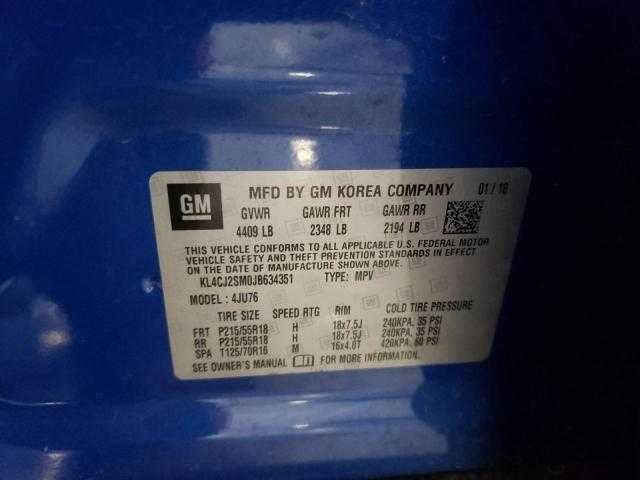 GM MFD BY GM KOREA COMPANY 01/18
GVWR GAWR FRT GAWR RR
4409 LB 2348 LB 2194 LB
THIS VEHICLE CONFORMS TO ALL APPLICABLE U.S. FEDERAL MOTOR
VEHICLE SAFETY AND THEFT PREVENTION STANDARDS IN EFFECT
ON THE DATE OF MANUFACTURE SHOWN ABOVE.
KL4CJ2SM0JB634351 TYPE: MPV
MODEL: 4JU76
TIRE SIZE SPEED RTG RIM COLD TIRE PRESSURE
FRT P215/55R18 H 18x7.5J 240KPA, 35 PSI
RR P215/55R18 H 18x7.5J 240KPA, 35 PSI
SPA T125/70R16 M 16x4.0T 420KPA, 60 PSI
SEE OWNER'S MANUAL FOR MORE INFORMATION.